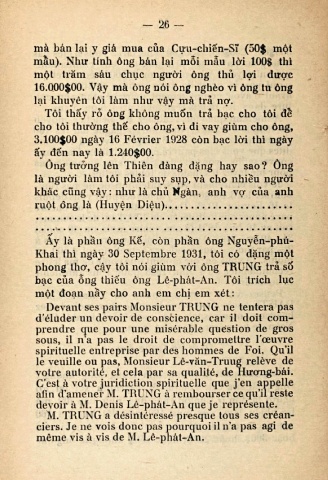 — 26 —
mà bán lại y giá mua của Cựu-chiến-Sĩ (50$ một
mẫu). Như tính ông bán lại mỗi mẫu lời 100$ thì
một trăm sáu chục người ông thủ lợi được
16.000$00. Vậy mà ông nói ông nghèo vì ông tu ông
lại khuyên tôi làm như vậy mà trả nợ.
Tôi thấy rõ ông không muốn trả bạc cho tôi để
cho tôi thường thế cho ông, vì đi vay giùm cho ông,
3.100$00 ngày 16 Février 1928 còn bạc lời thì ngày
ấy đến nay là 1.240$00.
Ông tưởng lên Thiên đàng dặng hay sao? Ông
là người làm tôi phải suy sụp, và cho nhiều người
khác cũng vậy: như là chủ Ngàn, anh vợ của anh
ruột ông là (Huyện Diệu)
Ấy là phần ông Kế, còn phần ông Nguyễn-phú-
Khai thì ngày 30 Septembre 1931, tôi có dặng một
phong thơ, cậy tôi nói giùm với ông TRUNG trả số
bạc của ông thiếu ông Lê-phát-An. Tôi trích luc
một đoạn nầy cho anh em chị em xét:
Devant ses pairs Monsieur TRUNG ne tentera pas
d'éluder un devoir de conscience, car il doit com-
prendre que pour une misérable question de gros
sous, il n'a pas le droit de compromettre l'œuvre
spirituelle entreprise par des hommes de Foi. Qu'il
le veuille ou pas, Monsieur Lê-văn-Truug relève de
votre autorité, et cela par sa qualité, de Hương-bái.
C'est à votre juridiction spirituelle que j'en appelle
afin d'amener M. TRUNG à rembourser ce qu'il reste
devoir à M. Denis Lê-phát-An que je représente.
M. TRUNG a désintéressé presque tous ses créan-
ciers. Je ne vois donc pas pourquoi il n'a pas agi de
même vis à vis de M. Lê-phát-An.